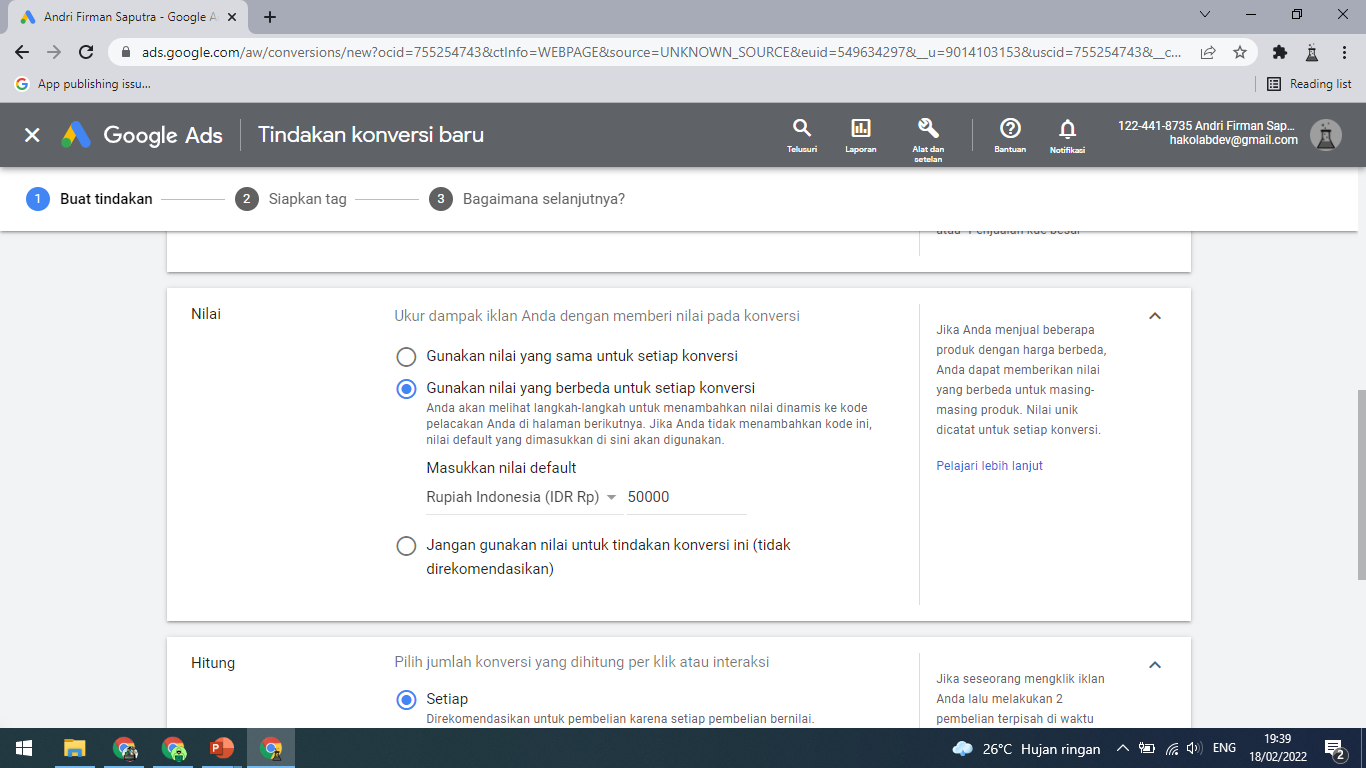 Andri Firman Saputra - Google A
ads.google.com/aw/conversions/new?ocid=755254743&ctInfo=WEBPAGE&source=UNKNOWN_SOURCE&euid=549634297&__u=9014103153&uscid=755254743&__c...
App publishing issu...
Reading list
Google Ads
Tindakan konversi baru
Telusuri
Laporan
Alat dan
setelan
Bantuan
Notifikasi
122-441-8735 Andri Firman Sap...
hakolabdev@gmail.com
1 Buat tindakan
2 Siapkan tag
3 Bagaimana selanjutnya?
Nilai
Ukur dampak iklan Anda dengan memberi nilai pada konversi
Gunakan nilai yang sama untuk setiap konversi
Gunakan nilai yang berbeda untuk setiap konversi
Anda akan melihat langkah-langkah untuk menambahkan nilai dinamis ke kode
pelacakan Anda di halaman berikutnya. Jika Anda tidak menambahkan kode ini,
nilai default yang dimasukkan di sini akan digunakan.
Masukkan nilai default
Rupiah Indonesia (IDR Rp) 50000
Jangan gunakan nilai untuk tindakan konversi ini (tidak
direkomendasikan)
Jika Anda menjual beberapa
produk dengan harga berbeda,
Anda dapat memberikan nilai
yang berbeda untuk masing-
masing produk. Nilai unik
dicatat untuk setiap konversi.
Pelajari lebih lanjut
Hitung
Pilih jumlah konversi yang dihitung per klik atau interaksi
Setiap
Direkomendasikan untuk pembelian karena setiap pembelian bernilai.
Jika seseorang mengklik iklan
Anda lalu melakukan 2
pembelian terpisah di waktu
26°C Hujan ringan
ENG
19:39
18/02/2022
2